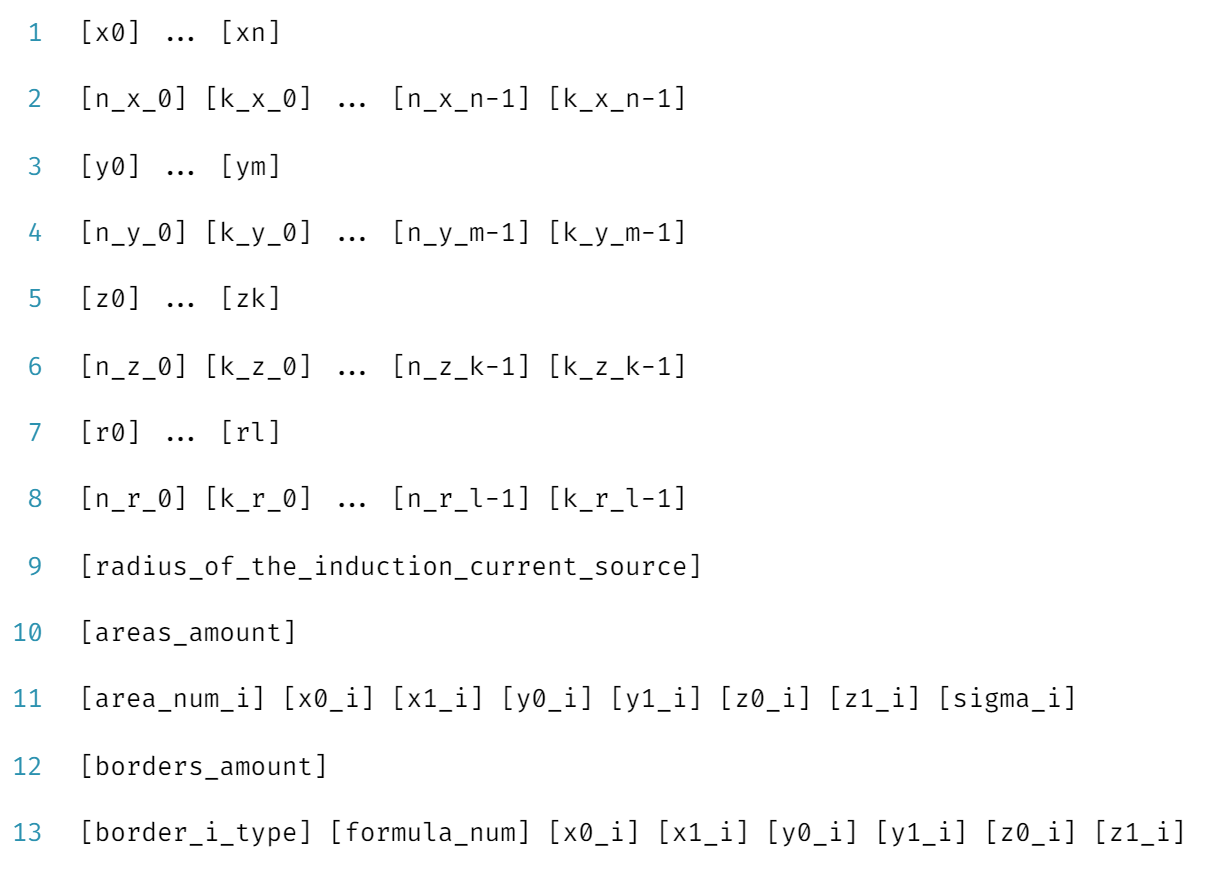 1 [x0] ... [xn]
2 [n_x_0] [k_x_0] ... [n_x_n-1] [k_x_n-1]
3 [y0] ... [ym]
4 [n_y_0] [k_y_0] ... [n_y_m-1] [k_y_m-1]
5 [z0] ... [zk]
6 [n_z_0] [k_z_0] ... [n_z_k-1] [k_z_k-1]
7 [r0] ... [rl]
8 [n_r_0] [k_r_0] ... [n_r_l-1] [k_r_l-1]
9 [radius_of_the_induction_current_source]
10 [areas_amount]
11 [area_num_i] [x0_i] [x1_i] [y0_i] [y1_i] [z0_i] [z1_i] [sigma_i]
12 [borders_amount]
13 [border_i_type] [formula_num] [x0_i] [x1_i] [y0_i] [y1_i] [z0_i] [z1_i]